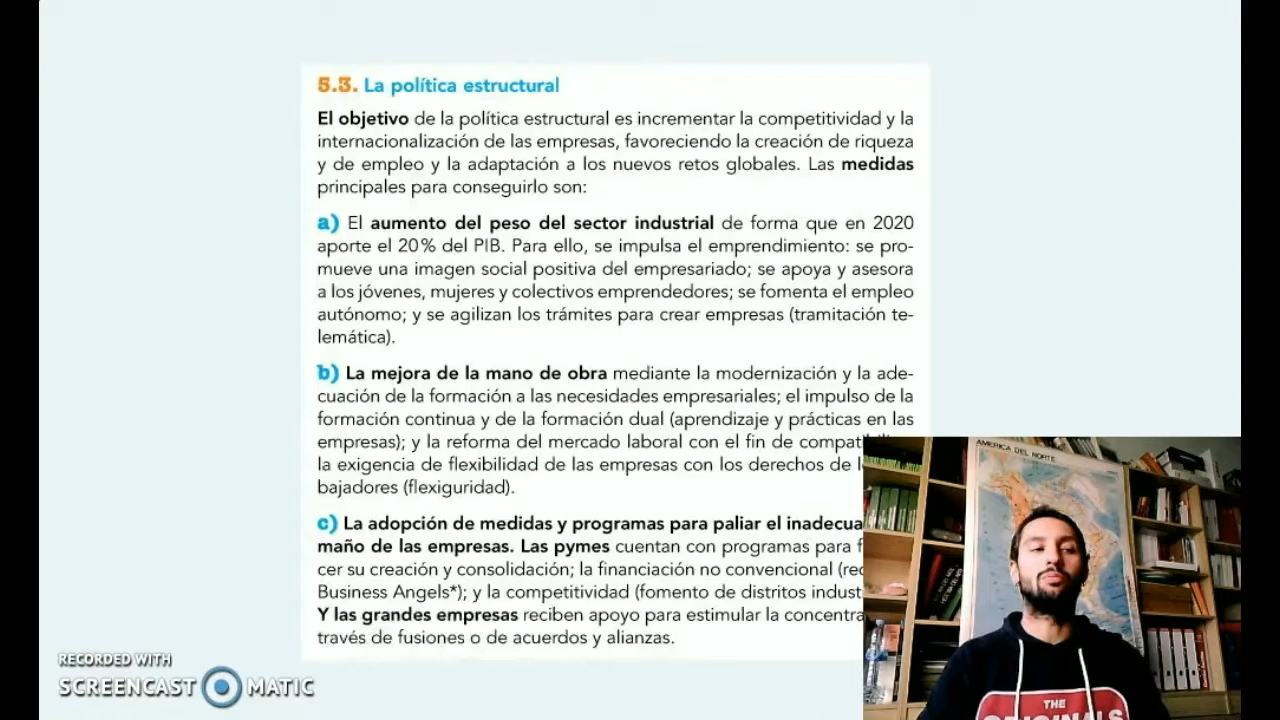 5.3. La política estructural
El objetivo de la política estructural es incrementar la competitividad y la
internacionalización de las empresas, favoreciendo la creación de riqueza
y de empleo y la adaptación a los nuevos retos globales. Las medidas
principales para conseguirlo son:
a) El aumento del peso del sector industrial de forma que en 2020
aporte el 20% del PIB. Para ello, se impulsa el emprendimiento: se pro-
mueve una imagen social positiva del empresariado; se apoya y asesora
a los jóvenes, mujeres y colectivos emprendedores; se fomenta el empleo
autónomo; y se agilizan los trámites para crear empresas (tramitación te-
lemática).
b) La mejora de la mano de obra mediante la modernización y la ade-
cuación de la formación a las necesidades empresariales; el impulso de la
formación continua y de la formación dual (aprendizaje y prácticas en las
empresas); y la reforma del mercado laboral con el fin de
la exigencia de flexibilidad de las empresas con los derechos de
bajadores (flexiguridad).
c) La adopción de medidas y programas para paliar el
maño de las empresas. Las pymes cuentan con programas para
cer su creación y consolidación; la financiación no convencional
Business Angels*); y la competitividad (fomento de distritos
Y las grandes empresas reciben apoyo para estimular la
través de fusiones o de acuerdos y alianzas.
AMERICA DEL NORTE
THE
ORIGINALS
RECORDED WITH
SCREENCAST MATIC